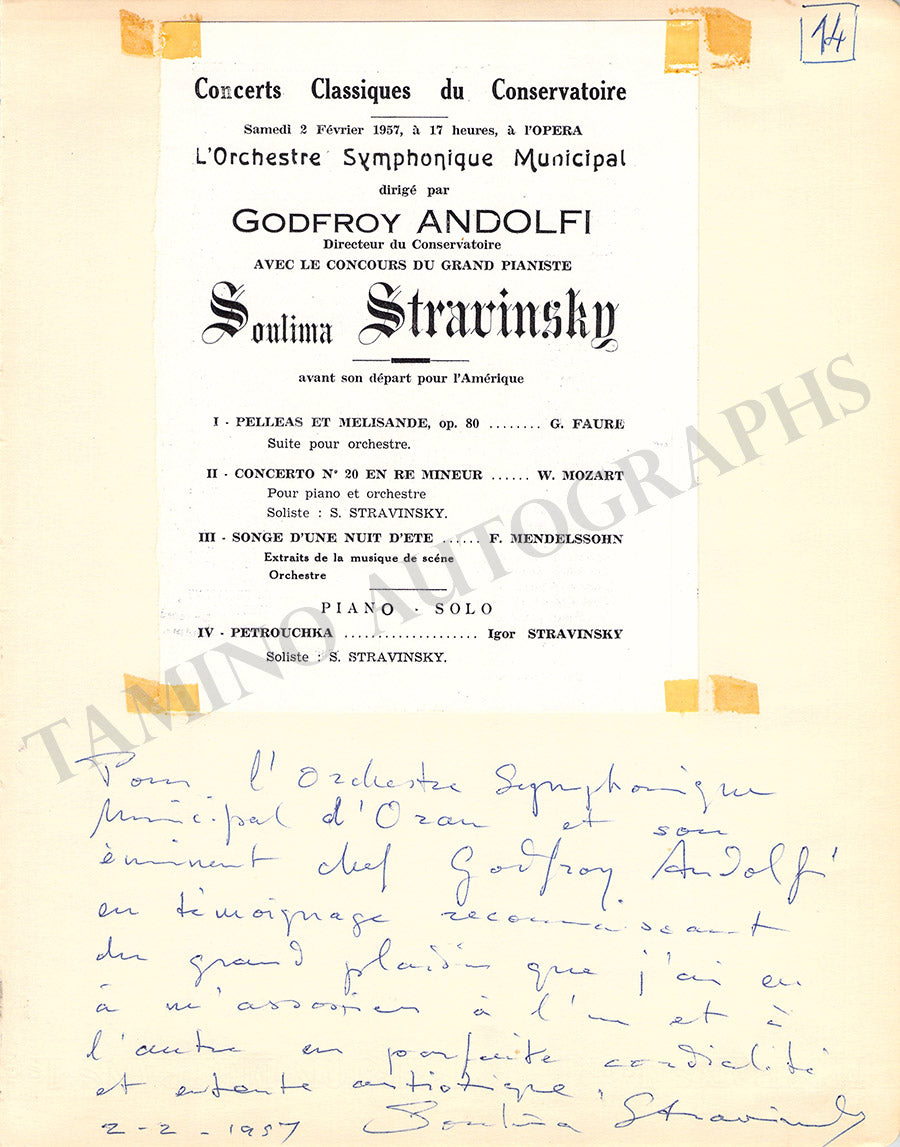 14
Concerts Classiques du Conservatoire
Samedi 2 Février 1957, à 17 heures, à l'OPERA
L'Orchestre Symphonique Municipal
dirigé par
GODFROY ANDOLFI
Directeur du Conservatoire
AVEC LE CONCOURS DU GRAND PIANISTE
Soulima Stravinsky
avant son départ pour l'Amérique
I - PELLEAS ET MELISANDE, op. 80 ........ G. FAURE
Suite pour orchestre.
II - CONCERTO N° 20 EN RE MINEUR ...... W. MOZART
Pour piano et orchestre
Soliste : S. STRAVINSKY.
III - SONGE D'UNE NUIT D'ETE ...... F. MENDELSSOHN
Extraits de la musique de scéne
Orchestre
PIANO - SOLO
IV - PETROUCHKA .................... Igor STRAVINSKY
Soliste : S. STRAVINSKY.
TAMINO AUTOGRAPHS
Pour l'Orchestre Symphonique
Municipal d'Oran et son
éminent chef Godfroy Andolfi
en témoignage reconnaissant
du grand plaisir que j'ai eu
à m'associer à l'un et à
l'autre en parfaite cordialité
et entente artistique.
2-2-1957 Soulima Stravinsky